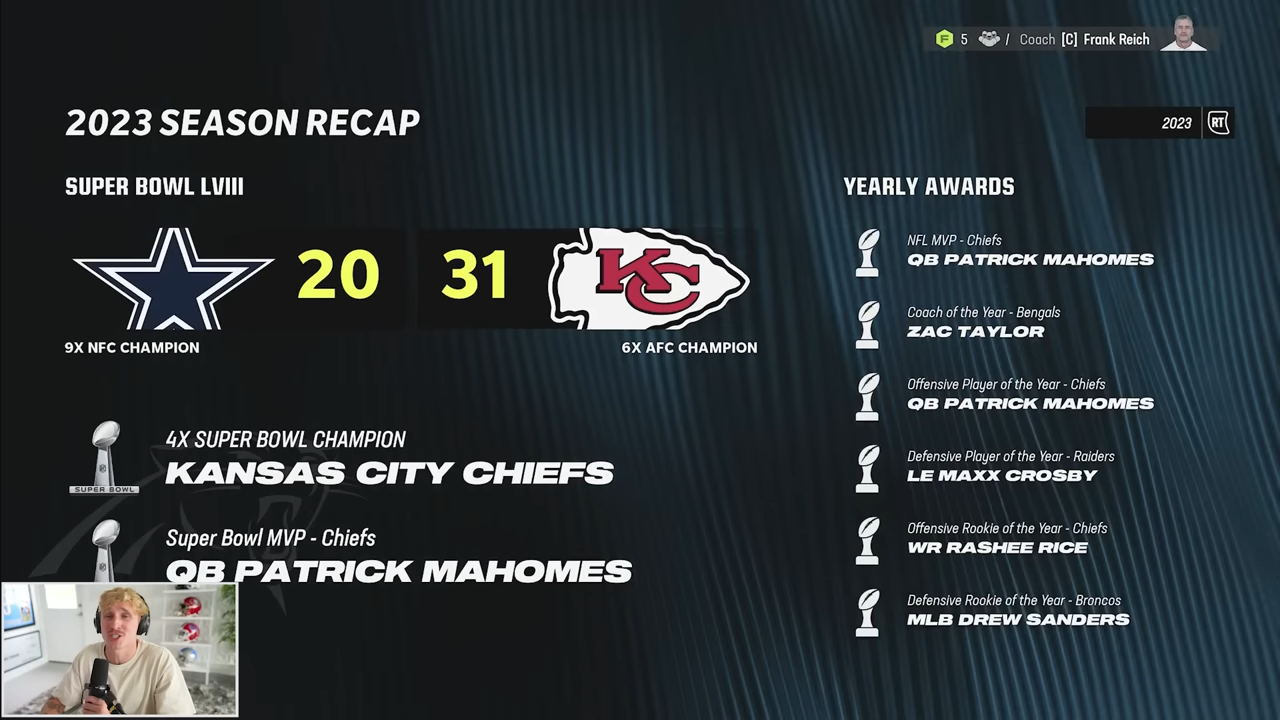 5 / Coach [C] Frank Reich
2023 SEASON RECAP
2023 RT
SUPER BOWL LVIII
20 31 KC
9X NFC CHAMPION
6X AFC CHAMPION
4X SUPER BOWL CHAMPION
KANSAS CITY CHIEFS
SUPER BOWL
Super Bowl MVP - Chiefs
QB PATRICK MAHOMES
YEARLY AWARDS
NFL MVP - Chiefs
QB PATRICK MAHOMES
Coach of the Year - Bengals
ZAC TAYLOR
Offensive Player of the Year - Chiefs
QB PATRICK MAHOMES
Defensive Player of the Year - Raiders
LE MAXX CROSBY
Offensive Rookie of the Year - Chiefs
WR RASHEE RICE
Defensive Rookie of the Year - Broncos
MLB DREW SANDERS